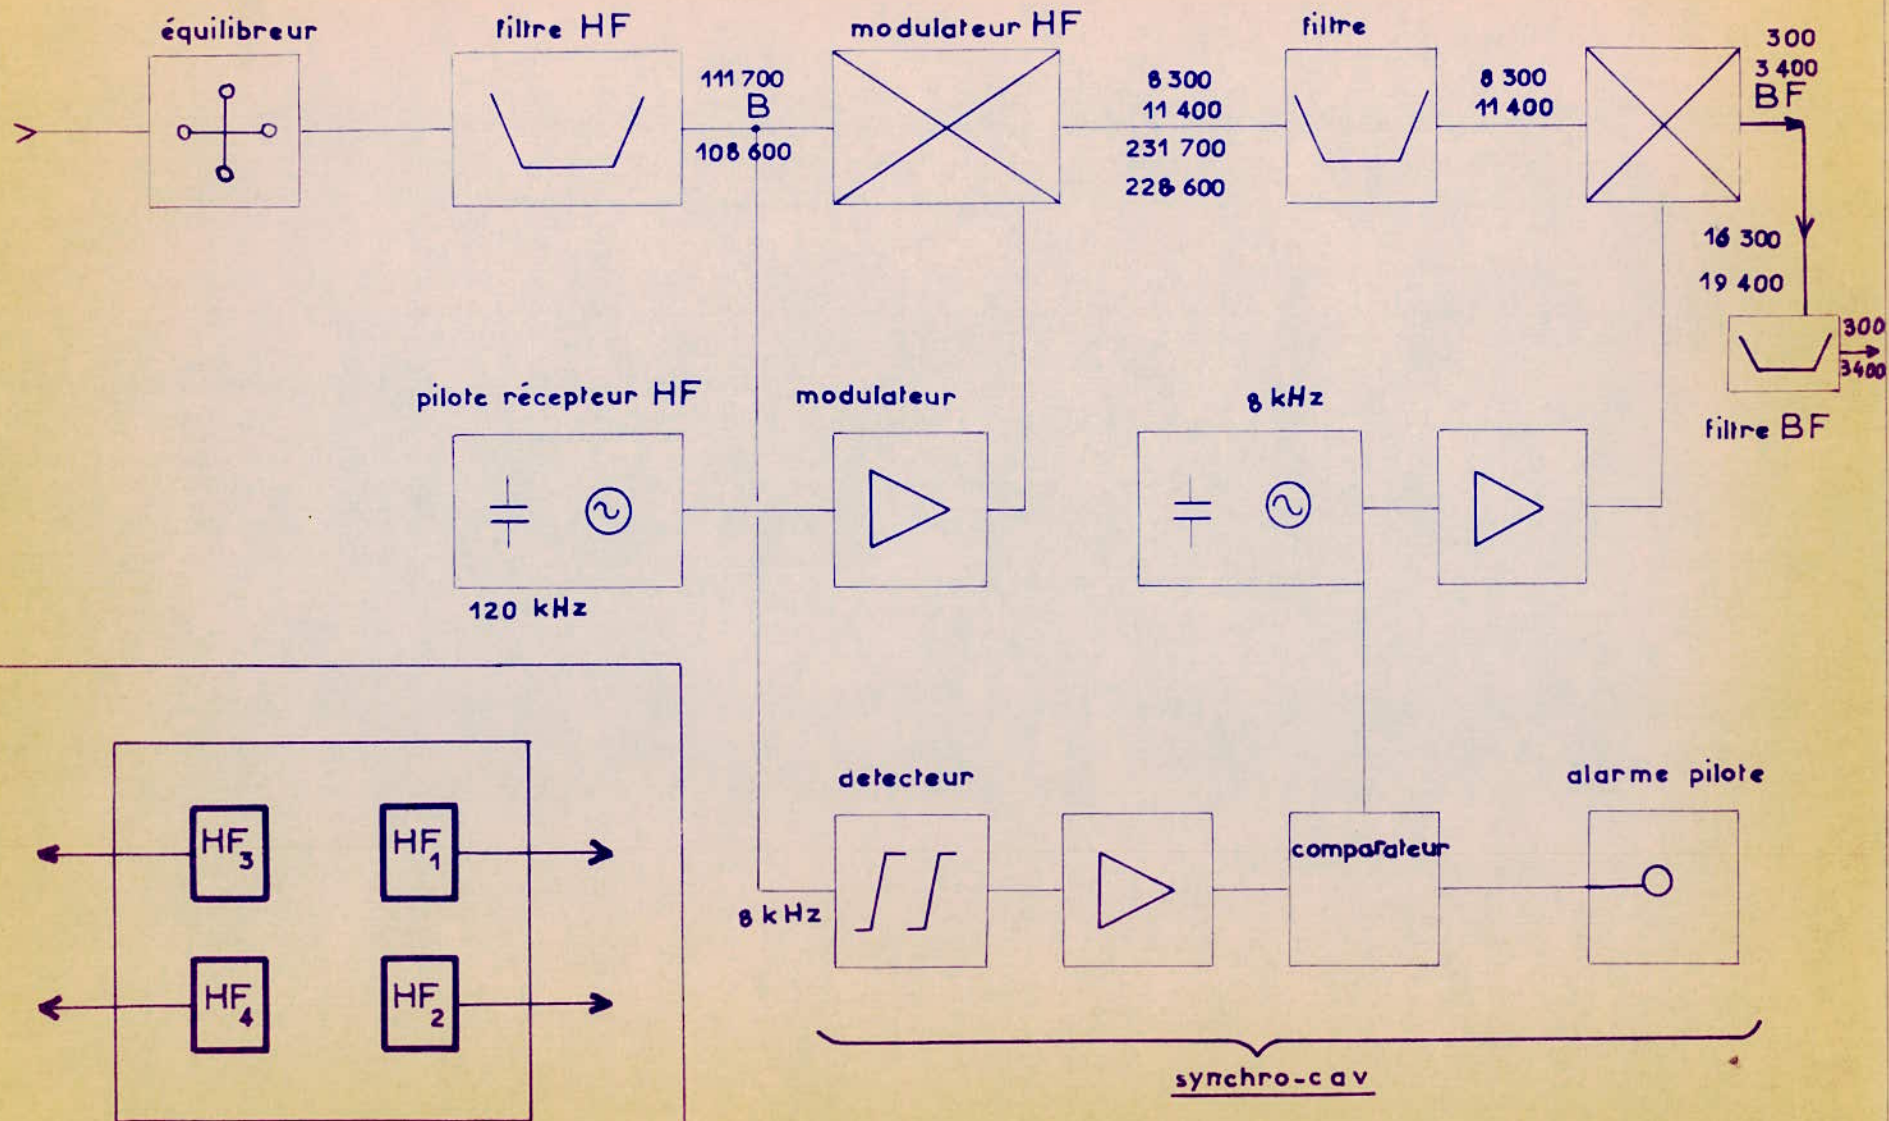 équilibreur
filtre HF
modulateur HF
filtre
300
3 400
BF
111 700
B
108 600
8 300
11 400
231 700
228 600
8 300
11 400
16 300
19 400
300
3400
filtre BF
pilote récepteur HF
modulateur
8 kHz
120 kHz
detecteur
alarme pilote
comparateur
8 kHz
HF3
HF1
HF4
HF2
synchro-cav